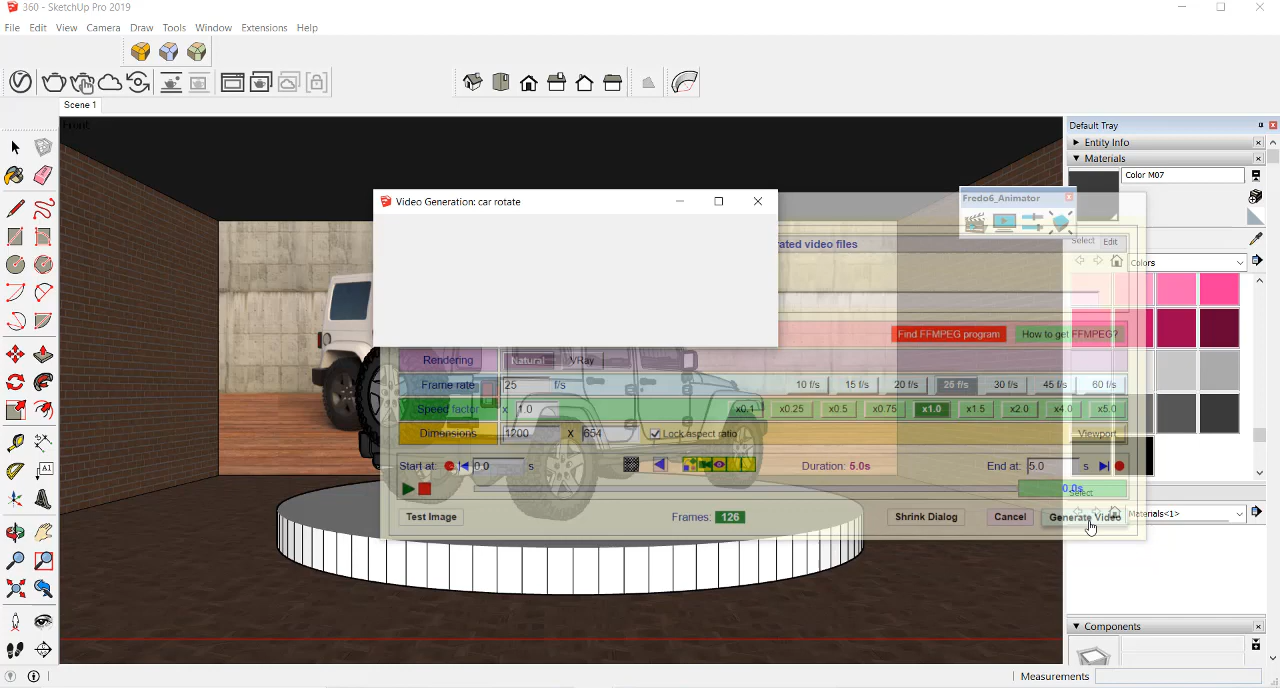 360 - SketchUp Pro 2019
File Edit View Camera Draw Tools Window Extensions Help
Scene 1
Front
Default Tray
Entity Info
Materials
Color M07
Video Generation: car rotate
Fredo6_Animator
Select Edit
rated video files
Colors
Find FFMPEG program How to get FFMPEG?
Rendering Natural VRay
Frame rate 25 f/s 10 f/s 15 f/s 20 f/s 25 f/s 30 f/s 45 f/s 60 f/s
Speed factor x 1.0 x0.1 x0.25 x0.5 x0.75 x1.0 x1.5 x2.0 x4.0 x5.0
Dimensions 1200 X 654 Lock aspect ratio Viewport
Start at: 0.0 s Duration: 5.0s End at: 5.0 s
0.0s
Select
Test Image Frames: 126 Shrink Dialog Cancel Generate Video
Materials<1>
Components
Measurements